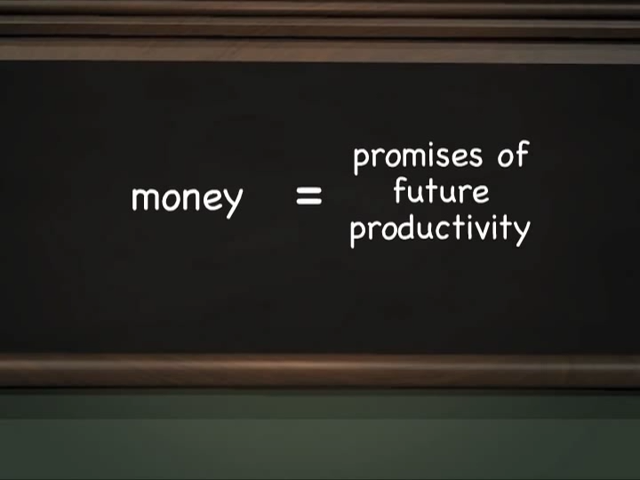 money = promises of
future
productivity